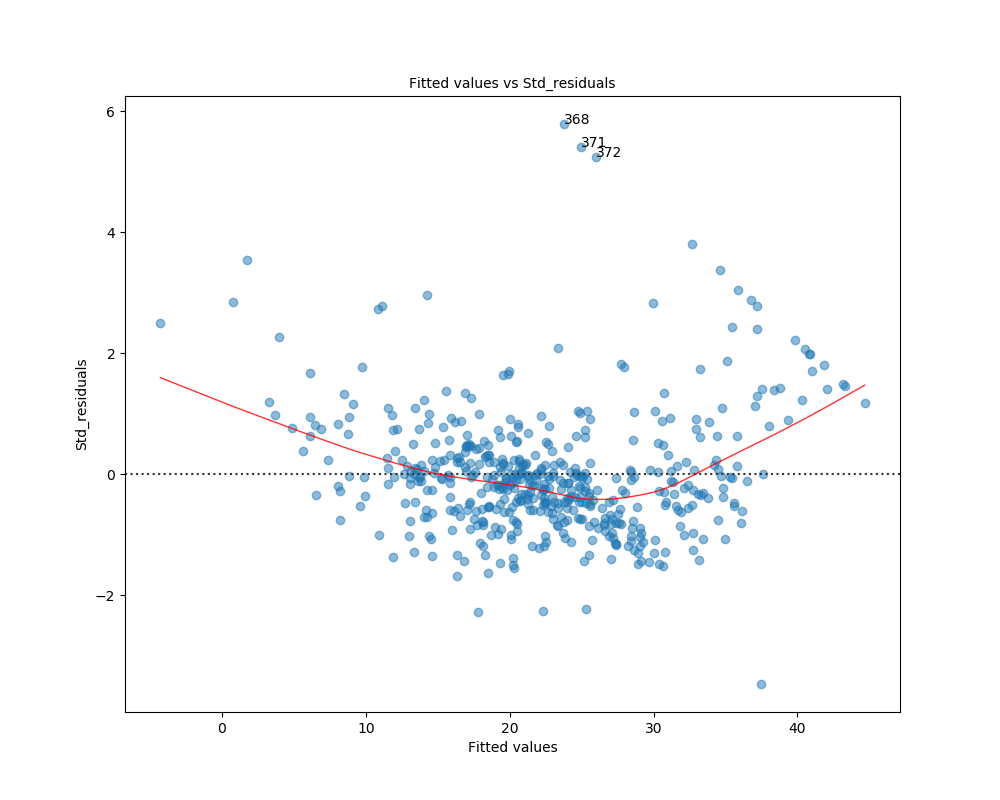 Fitted values vs Std_residuals
6
368
371
372
4
Std_residuals
2
0
−2
0 10 20 30 40
Fitted values